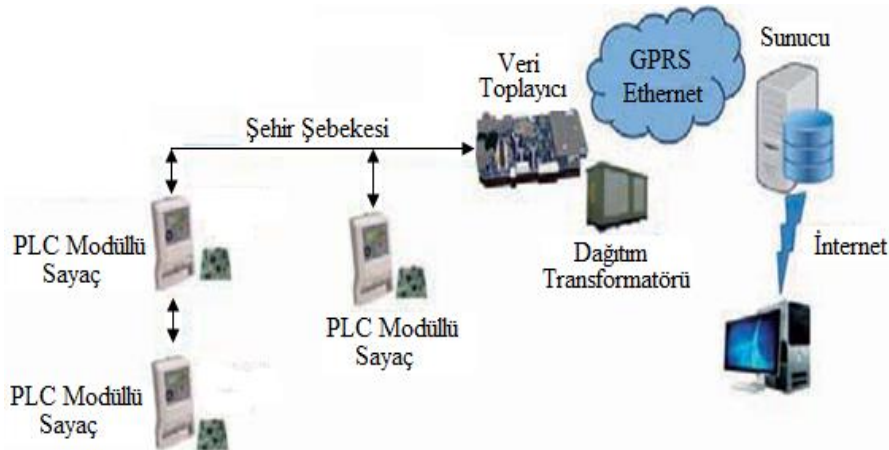 GPRS
Ethernet
Sunucu
Veri
Toplayıcı
Şehir Şebekesi
PLC Modüllü
Sayaç
PLC Modüllü
Sayaç
Dağıtım
Transformatörü
İnternet
PLC Modüllü
Sayaç